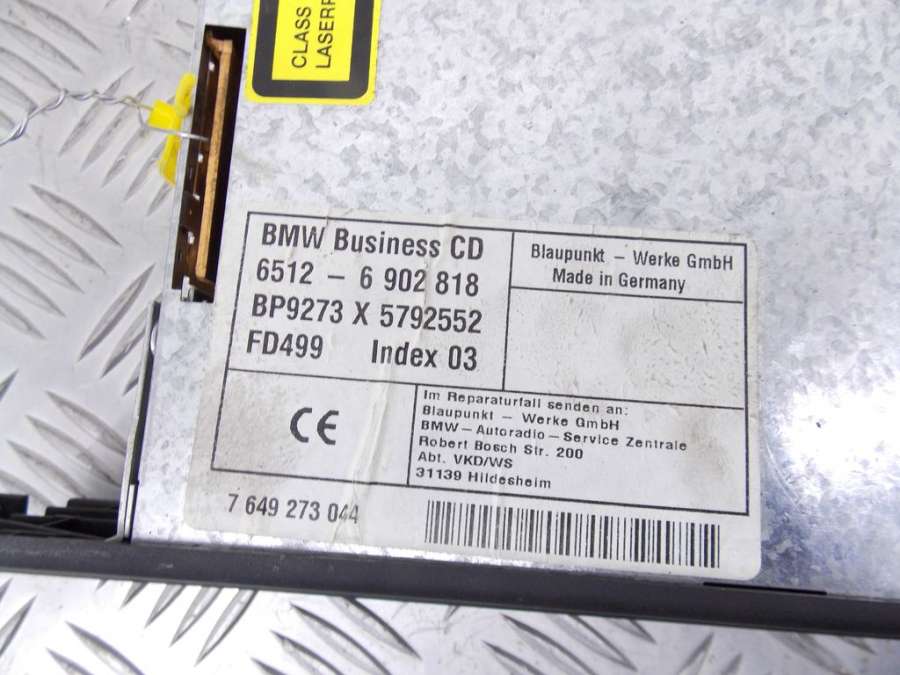 CLASS
LASER
BMW Business CD
6512 - 6 902 818
BP9273 X 5792552
FD499 Index 03
Blaupunkt - Werke GmbH
Made in Germany
CE
Im Reparaturfall senden an:
Blaupunkt - Werke GmbH
BMW-Autoradio-Service Zentrale
Robert Bosch Str. 200
Abt. VKD/WS
31139 Hildesheim
7 649 273 044